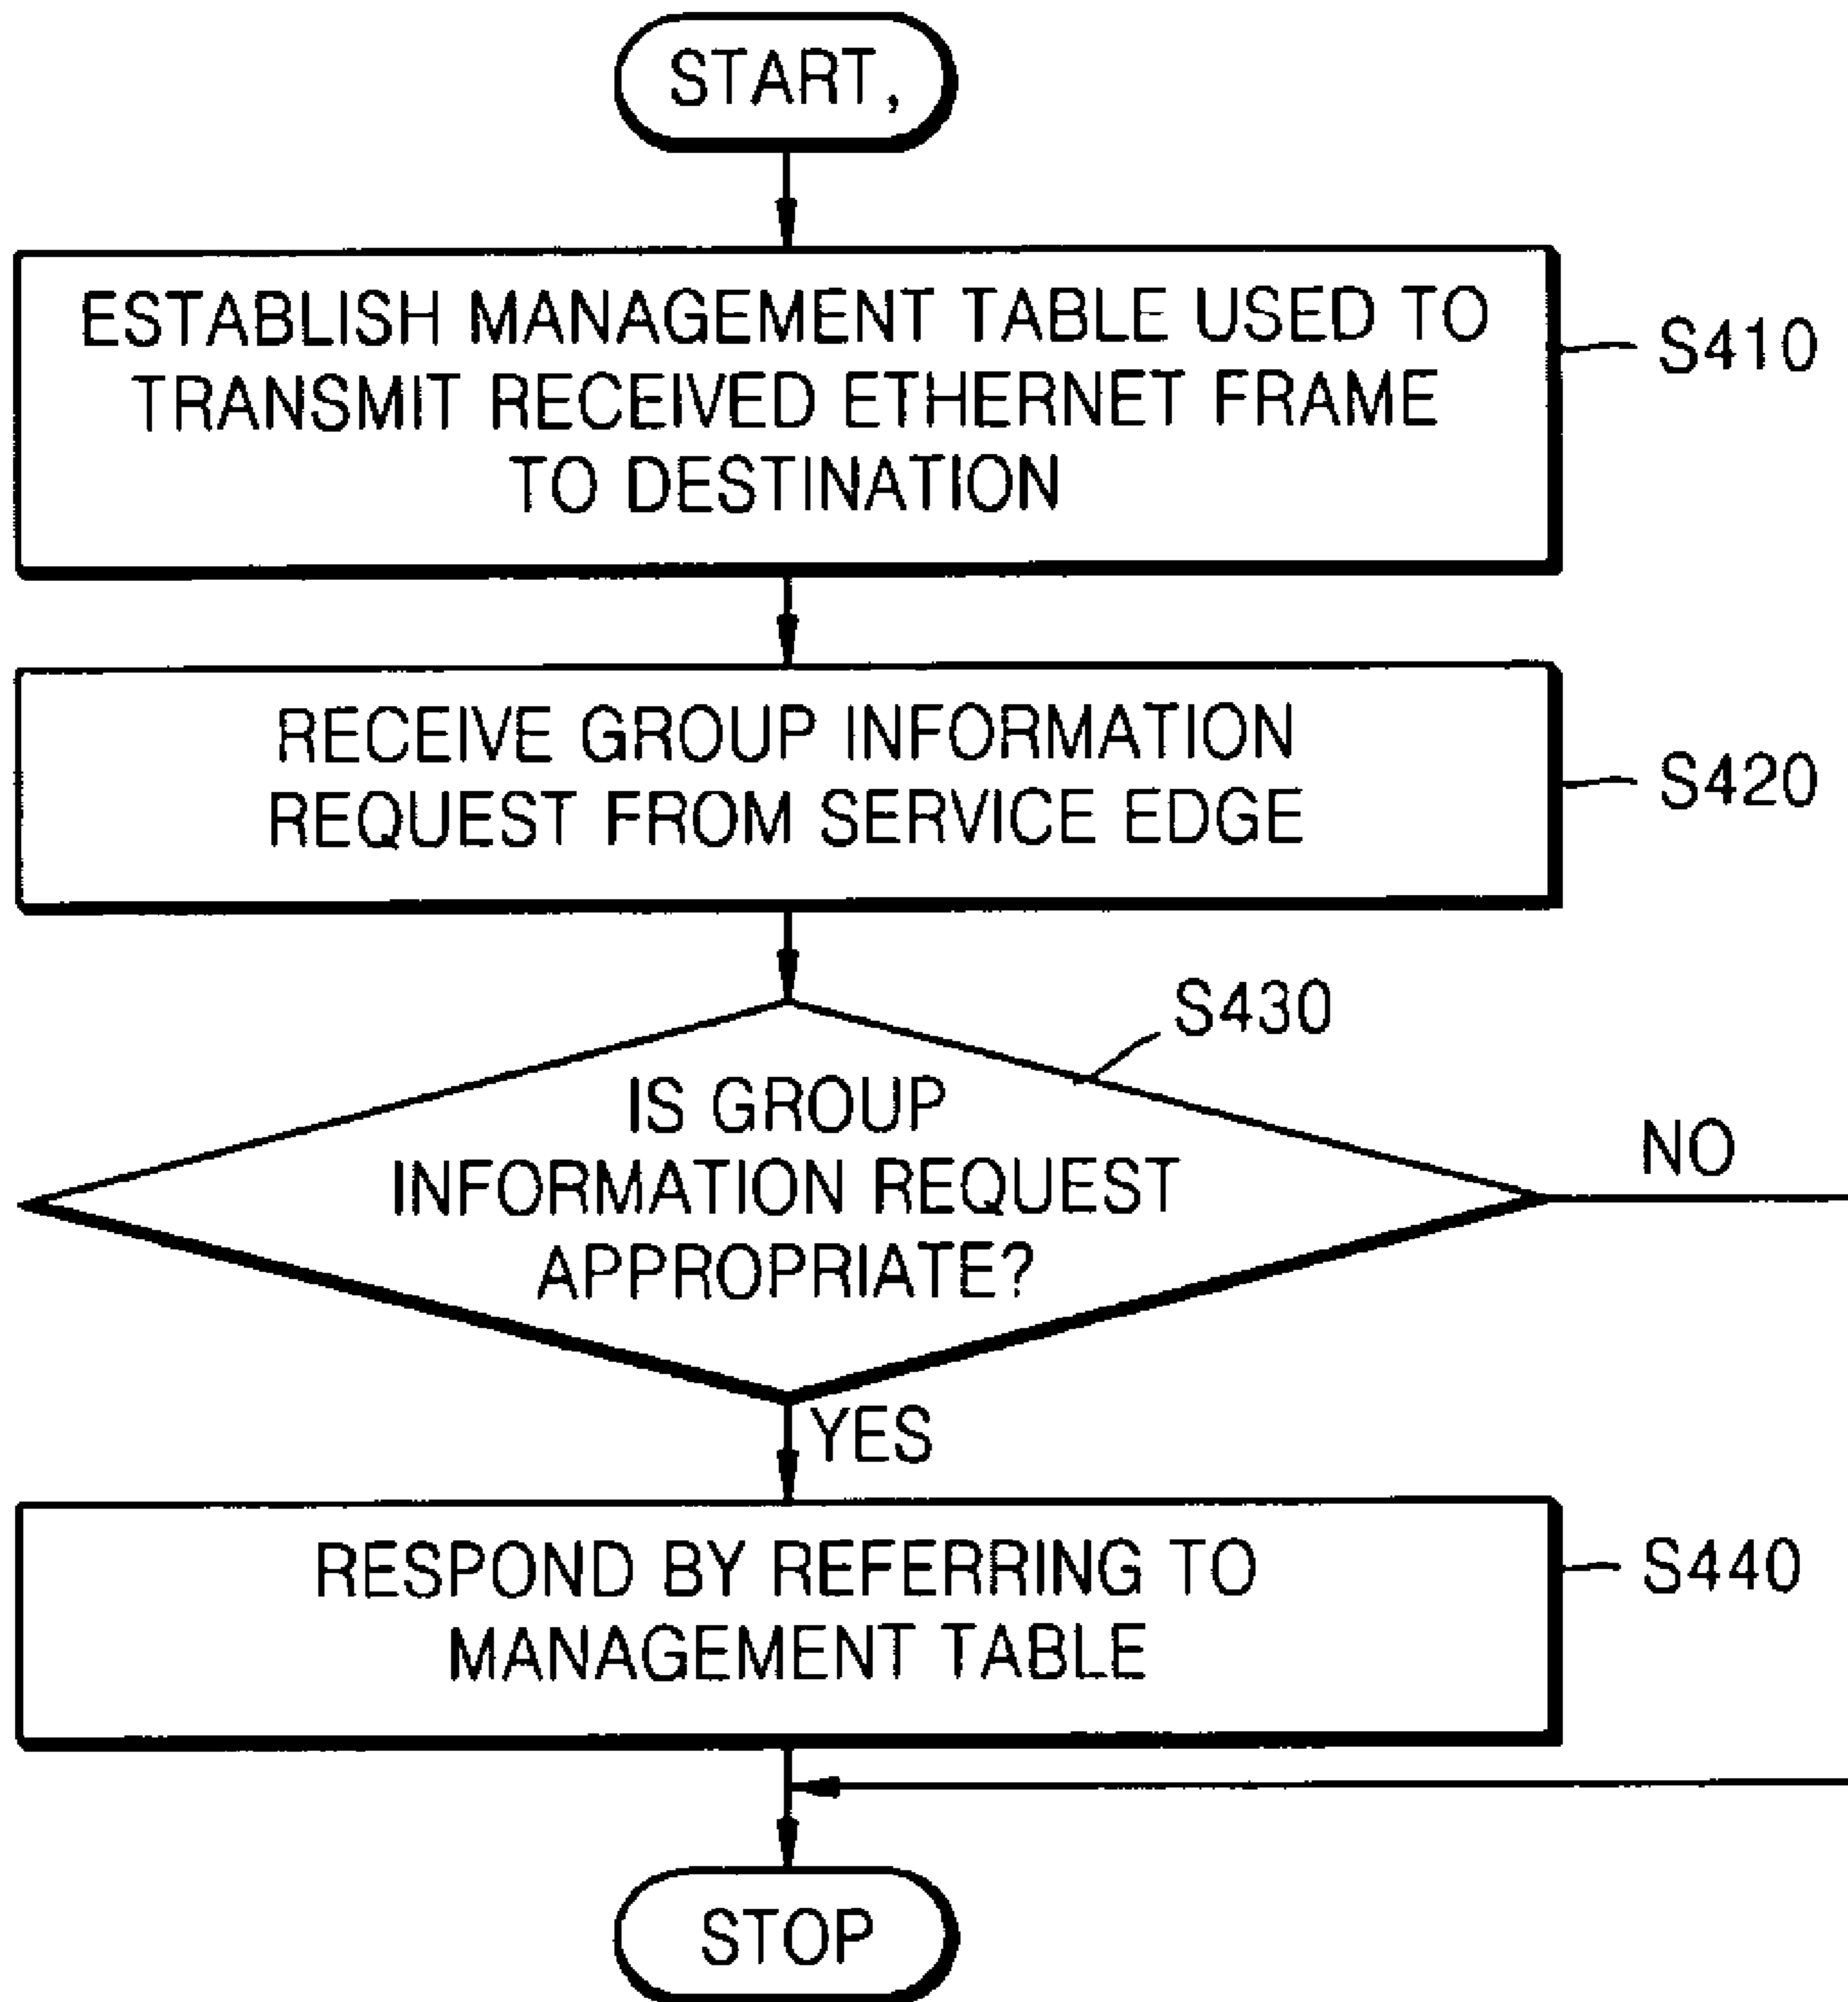 START,
ESTABLISH MANAGEMENT TABLE USED TO
TRANSMIT RECEIVED ETHERNET FRAME
TO DESTINATION
S410
RECEIVE GROUP INFORMATION
REQUEST FROM SERVICE EDGE
S420
S430
IS GROUP
INFORMATION REQUEST
APPROPRIATE?
NO
YES
RESPOND BY REFERRING TO
MANAGEMENT TABLE
S440
STOP